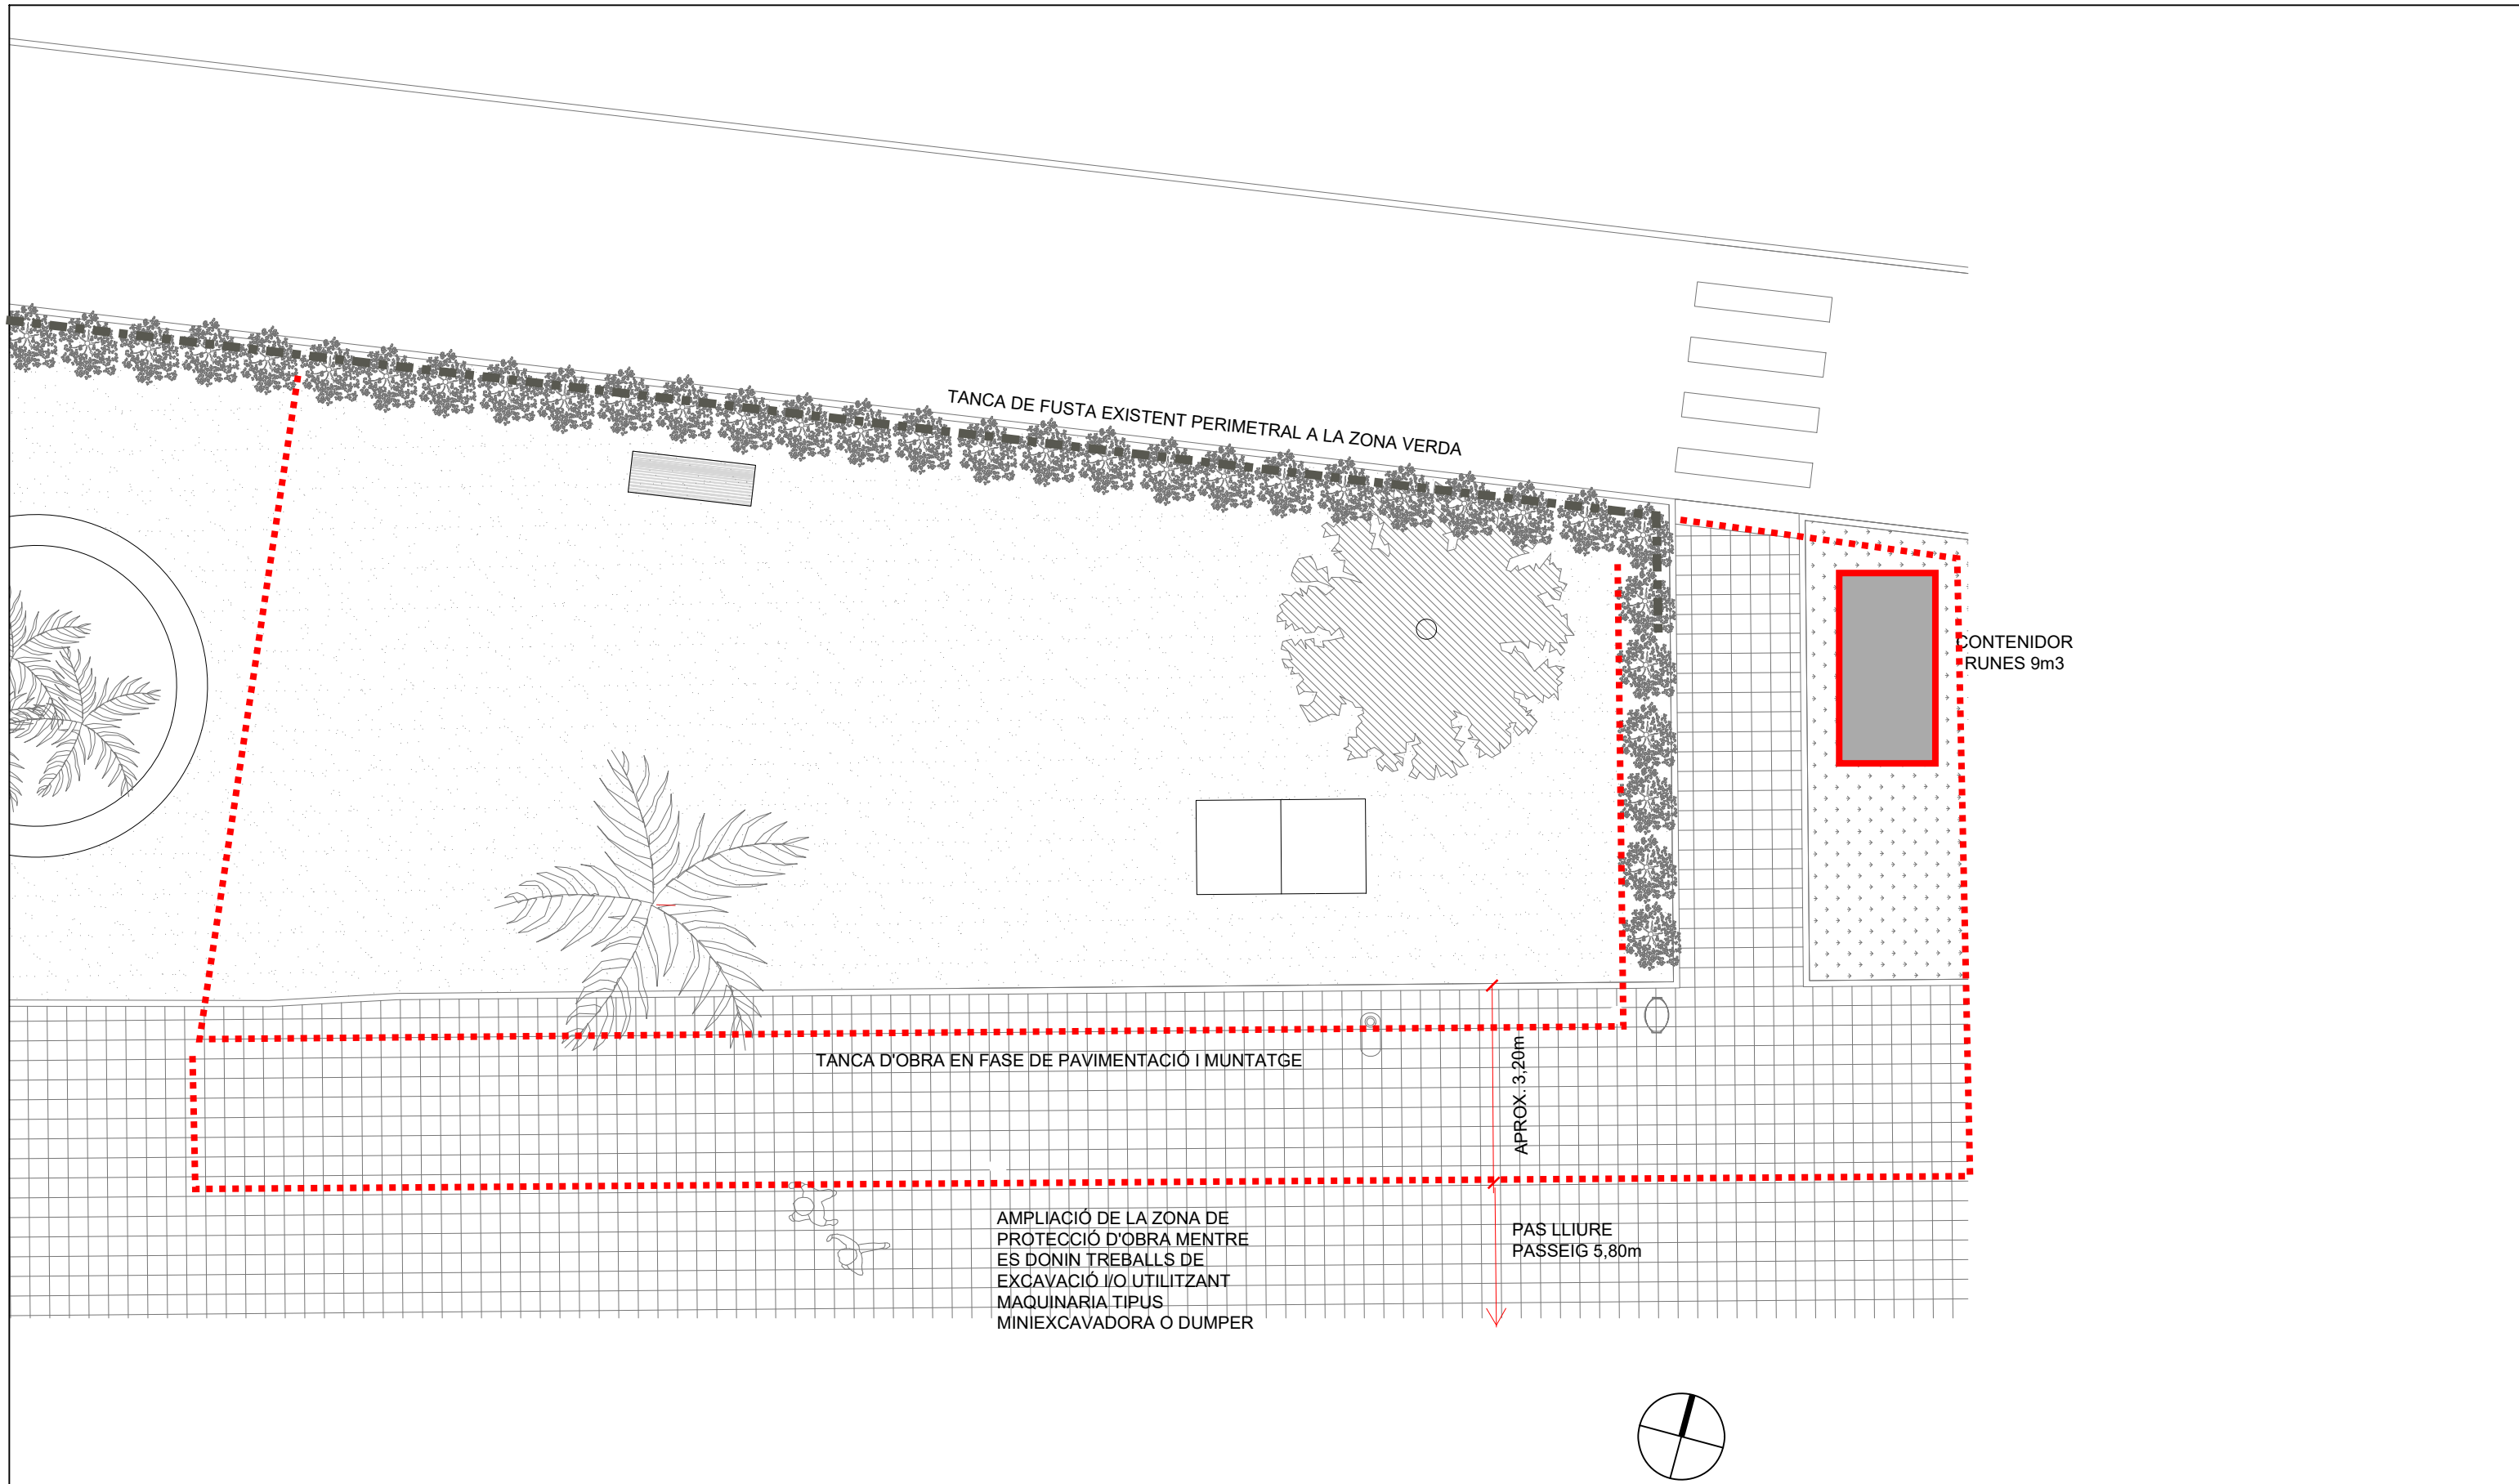 TANCA DE FUSTA EXISTENT PERIMETRAL A LA ZONA VERDA
CONTENIDOR
RUNES 9m3
TANCA D'OBRA EN FASE DE PAVIMENTACIÓ I MUNTATGE
APROX. 3,20m
AMPLIACIÓ DE LA ZONA DE
PROTECCIÓ D'OBRA MENTRE
ES DONIN TREBALLS DE
EXCAVACIÓ I/O UTILITZANT
MAQUINARIA TIPUS
MINIEXCAVADORA O DUMPER
PAS LLIURE
PASSEIG 5,80m